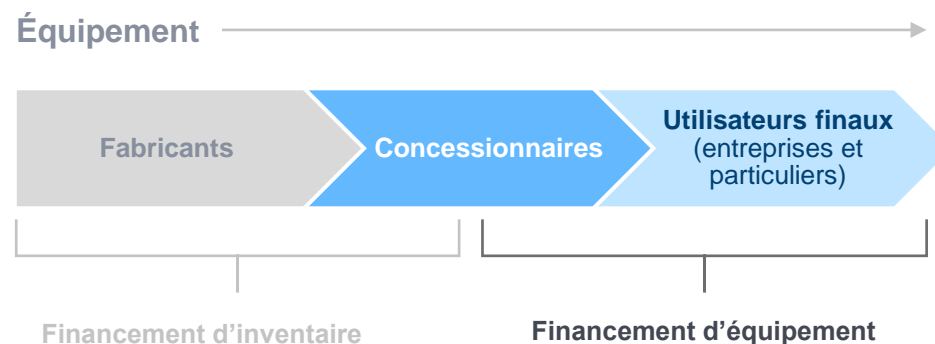 Équipement
Fabricants
Concessionnaires
Utilisateurs finaux
(entreprises et
particuliers)
Financement d’inventaire
Financement d’équipement